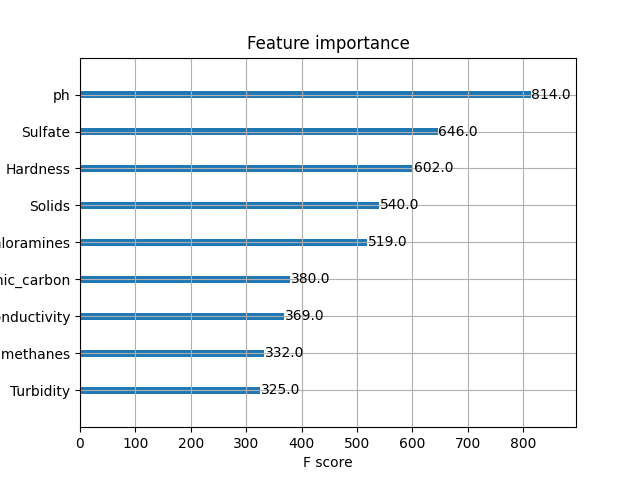 Feature importance
ph
814.0
Sulfate
646.0
Hardness
602.0
Solids
540.0
loramines
519.0
nic_carbon
380.0
onductivity
369.0
methanes
332.0
Turbidity
325.0
0 100 200 300 400 500 600 700 800
F score